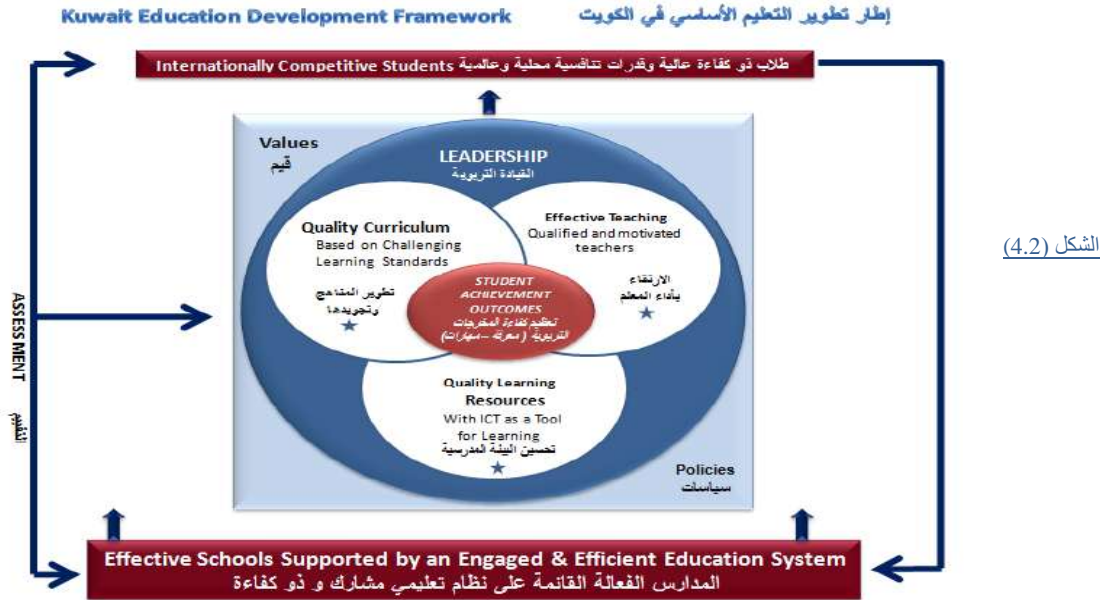 Kuwait Education Development Framework إطار تطوير التعليم الأساسي في الكويت
Internationally Competitive Students طلاب ذو كفاءة عالية وقدرات تنافسية محلية وعالمية
Values
قيم
LEADERSHIP
القيادة التربوية
Quality Curriculum
Based on Challenging
Learning Standards
تطوير المناهج
وتجويدها
Effective Teaching
Qualified and motivated
teachers
الارتقاء
بأداء المعلم
STUDENT
ACHIEVEMENT
OUTCOMES
تعظيم كفاءة المخرجات
التربوية (معرفة –مهارات)
Quality Learning
Resources
With ICT as a Tool
for Learning
تحسين البيئة المدرسية
Policies
سياسات
ASSESSMENT
التقييم
Effective Schools Supported by an Engaged & Efficient Education System
المدارس الفعالة القائمة على نظام تعليمي مشارك و ذو كفاءة
الشكل (4.2)